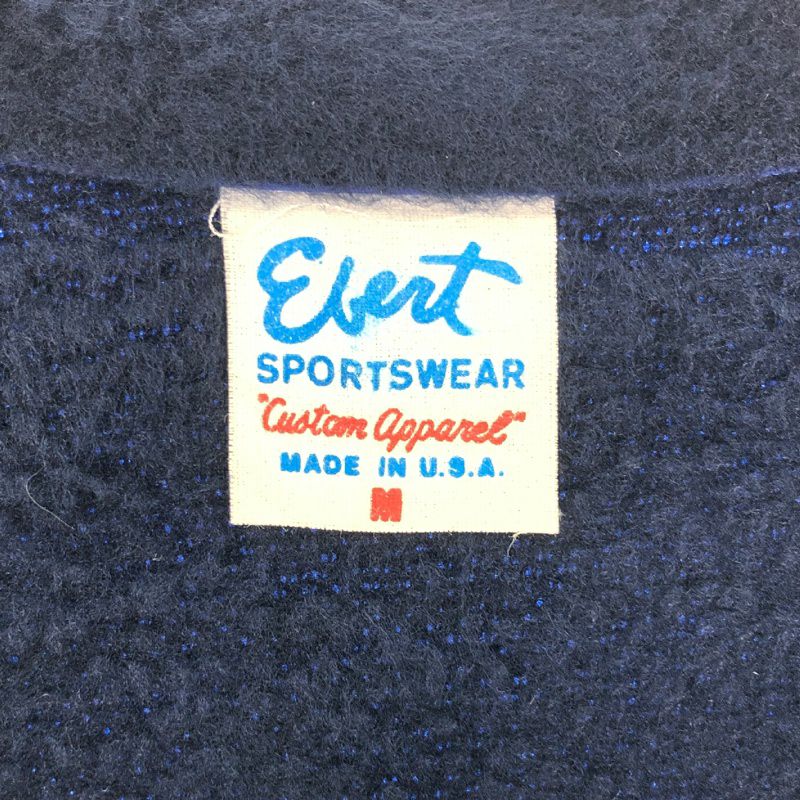 Ebert
SPORTSWEAR
"Custom Apparel"
MADE IN U.S.A.
M